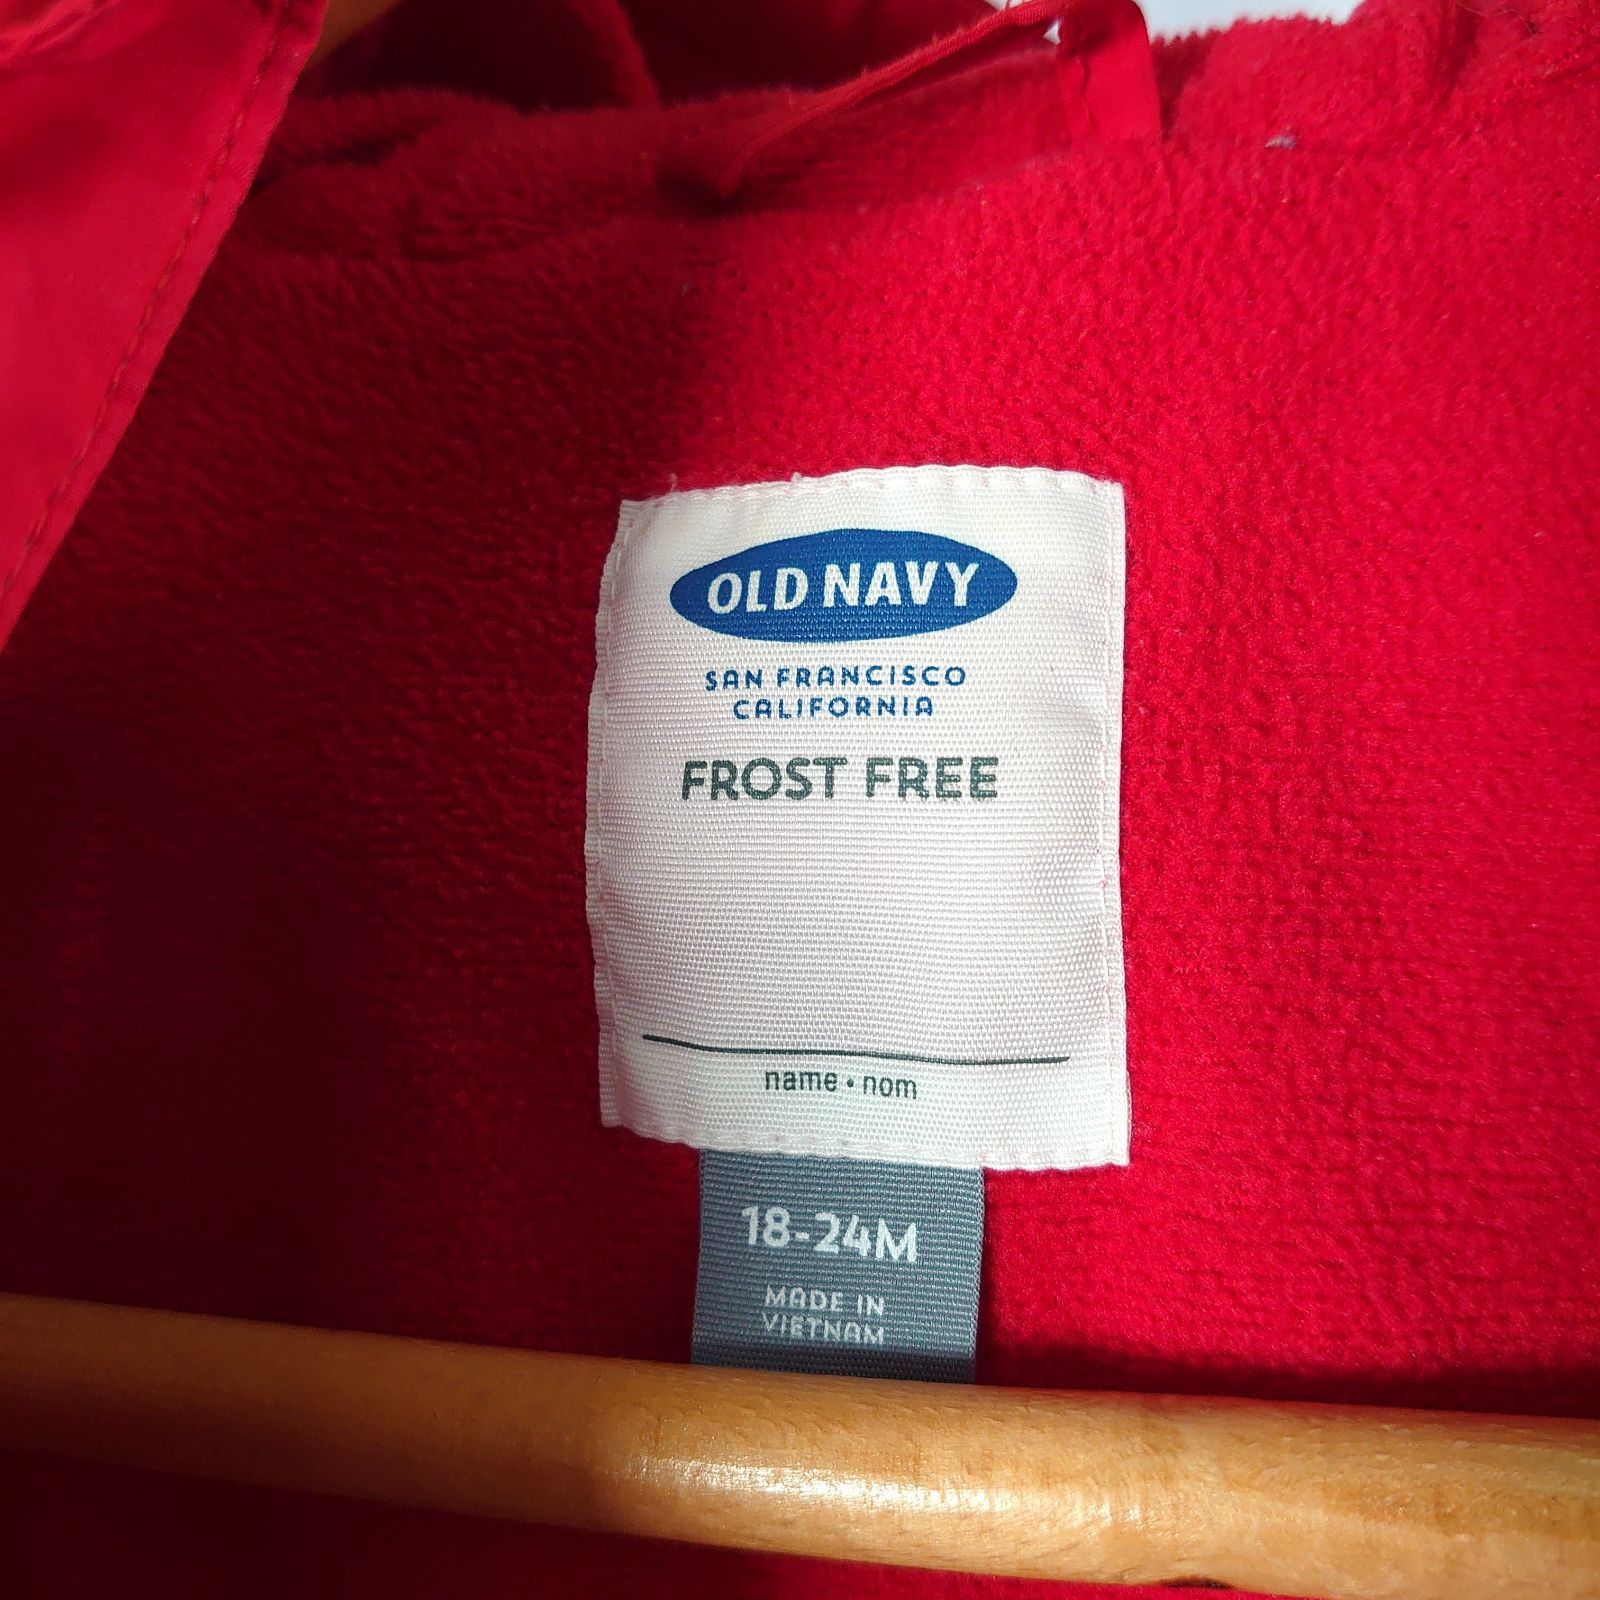 OLD NAVY
SAN FRANCISCO
CALIFORNIA
FROST FREE
name • nom
18-24M
MADE IN
VIETNAM